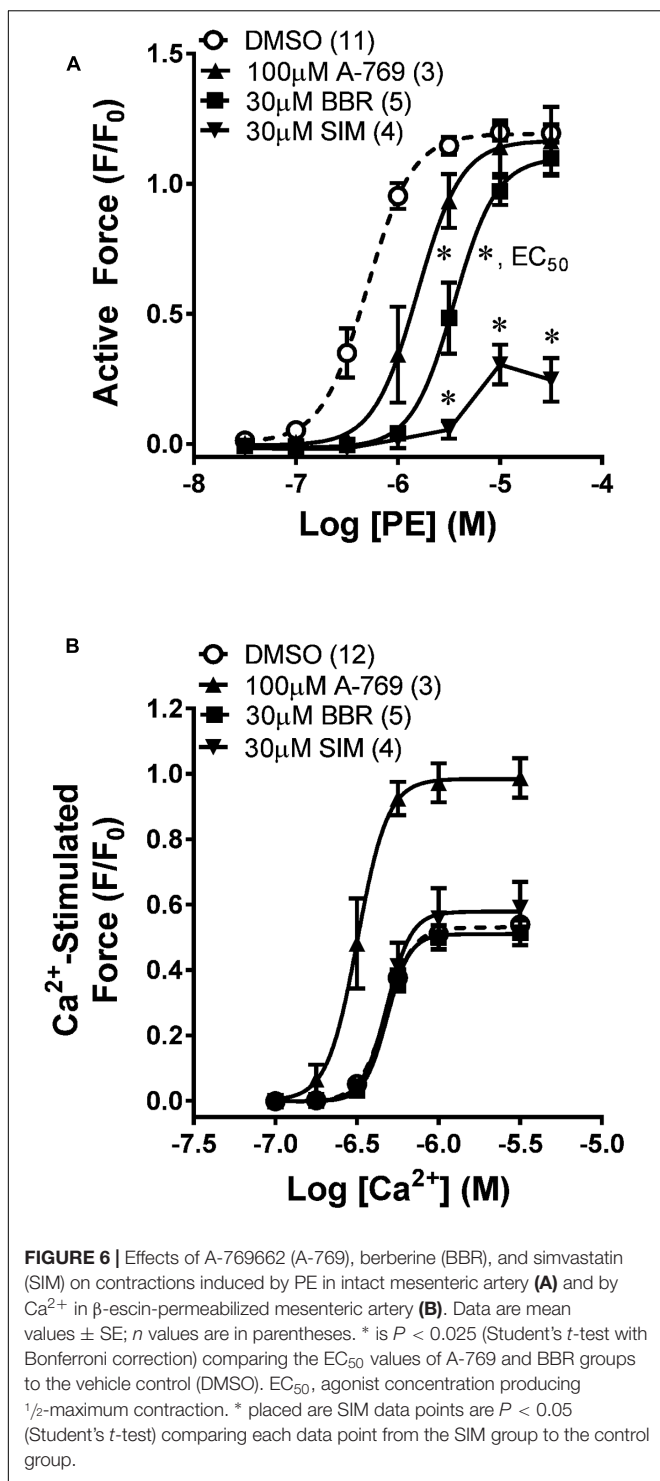 A
DMSO (11)
100µM A-769 (3)
30µM BBR (5)
30µM SIM (4)
1.5
1.0
0.5
0.0
Active Force (F/F₀)
*
*, EC₅₀
*
*
*
-8
-7
-6
-5
-4
Log [PE] (M)
B
DMSO (12)
100µM A-769 (3)
30µM BBR (5)
30µM SIM (4)
1.2
1.0
0.8
0.6
0.4
0.2
0.0
Ca²⁺-Stimulated
Force (F/F₀)
-7.5
-7.0
-6.5
-6.0
-5.5
-5.0
Log [Ca²⁺] (M)
FIGURE 6 | Effects of A-769662 (A-769), berberine (BBR), and simvastatin
(SIM) on contractions induced by PE in intact mesenteric artery (A) and by
Ca²⁺ in β-escin-permeabilized mesenteric artery (B). Data are mean
values ± SE; n values are in parentheses. * is P < 0.025 (Student's t-test with
Bonferroni correction) comparing the EC₅₀ values of A-769 and BBR groups
to the vehicle control (DMSO). EC₅₀, agonist concentration producing
½-maximum contraction. * placed are SIM data points are P < 0.05
(Student's t-test) comparing each data point from the SIM group to the control
group.